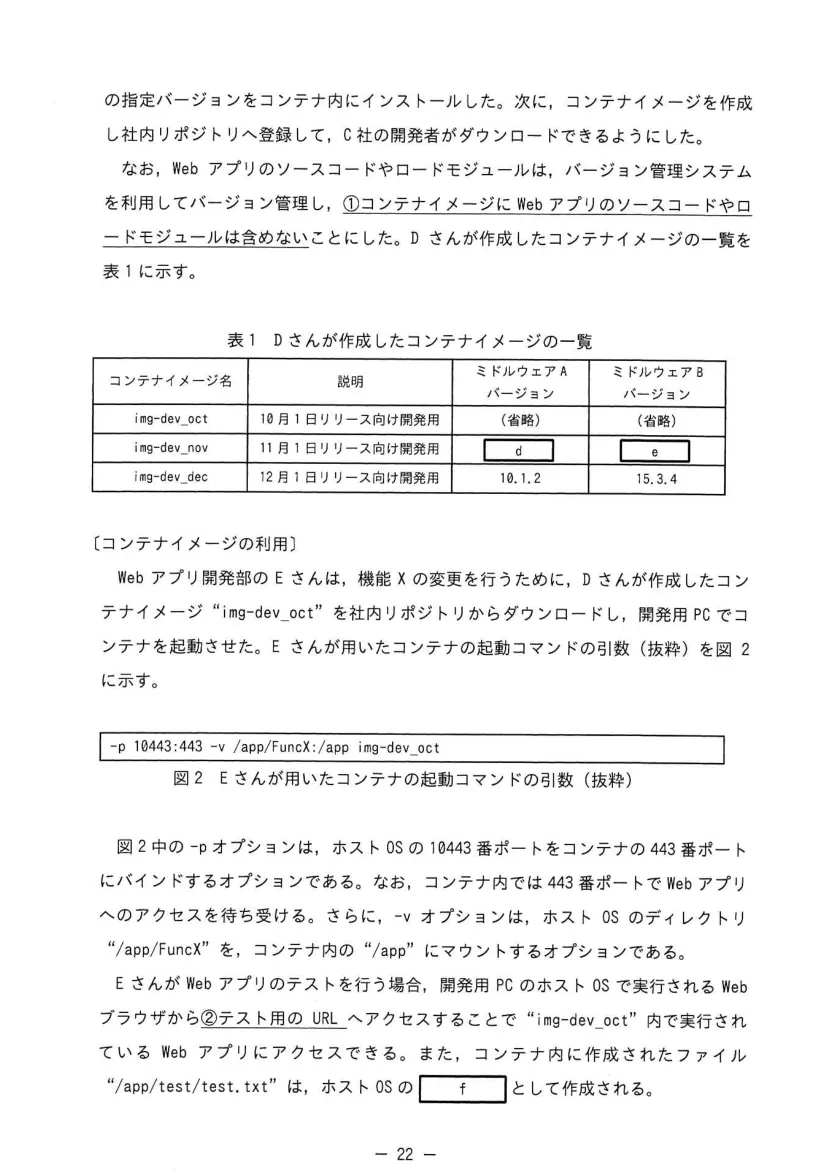 の指定バージョンをコンテナ内にインストールした。次に，コンテナイメージを作成
し社内リポジトリへ登録して，C社の開発者がダウンロードできるようにした。
なお，Web アプリのソースコードやロードモジュールは，バージョン管理システム
を利用してバージョン管理し，①コンテナイメージに Web アプリのソースコードやロ
ードモジュールは含めないことにした。D さんが作成したコンテナイメージの一覧を
表1に示す。
表1　D さんが作成したコンテナイメージの一覧
コンテナイメージ名　説明　ミドルウェア A バージョン　ミドルウェア B バージョン
img-dev_oct　10月1日リリース向け開発用　（省略）　（省略）
img-dev_nov　11月1日リリース向け開発用　d　e
img-dev_dec　12月1日リリース向け開発用　10.1.2　15.3.4
〔コンテナイメージの利用〕
Web アプリ開発部の E さんは，機能 X の変更を行うために，D さんが作成したコン
テナイメージ “img-dev_oct” を社内リポジトリからダウンロードし，開発用 PC でコ
ンテナを起動させた。E さんが用いたコンテナの起動コマンドの引数（抜粋）を図 2
に示す。
-p 10443:443 -v /app/FuncX:/app img-dev_oct
図2　E さんが用いたコンテナの起動コマンドの引数（抜粋）
図2中の -p オプションは，ホスト OS の 10443 番ポートをコンテナの 443 番ポート
にバインドするオプションである。なお，コンテナ内では 443 番ポートで Web アプリ
へのアクセスを待ち受ける。さらに，-v オプションは，ホスト OS のディレクトリ
“/app/FuncX” を，コンテナ内の “/app” にマウントするオプションである。
E さんが Web アプリのテストを行う場合，開発用 PC のホスト OS で実行される Web
ブラウザから②テスト用の URL へアクセスすることで “img-dev_oct” 内で実行され
ている Web アプリにアクセスできる。また，コンテナ内に作成されたファイル
“/app/test/test.txt” は，ホスト OS の f として作成される。
— 22 —